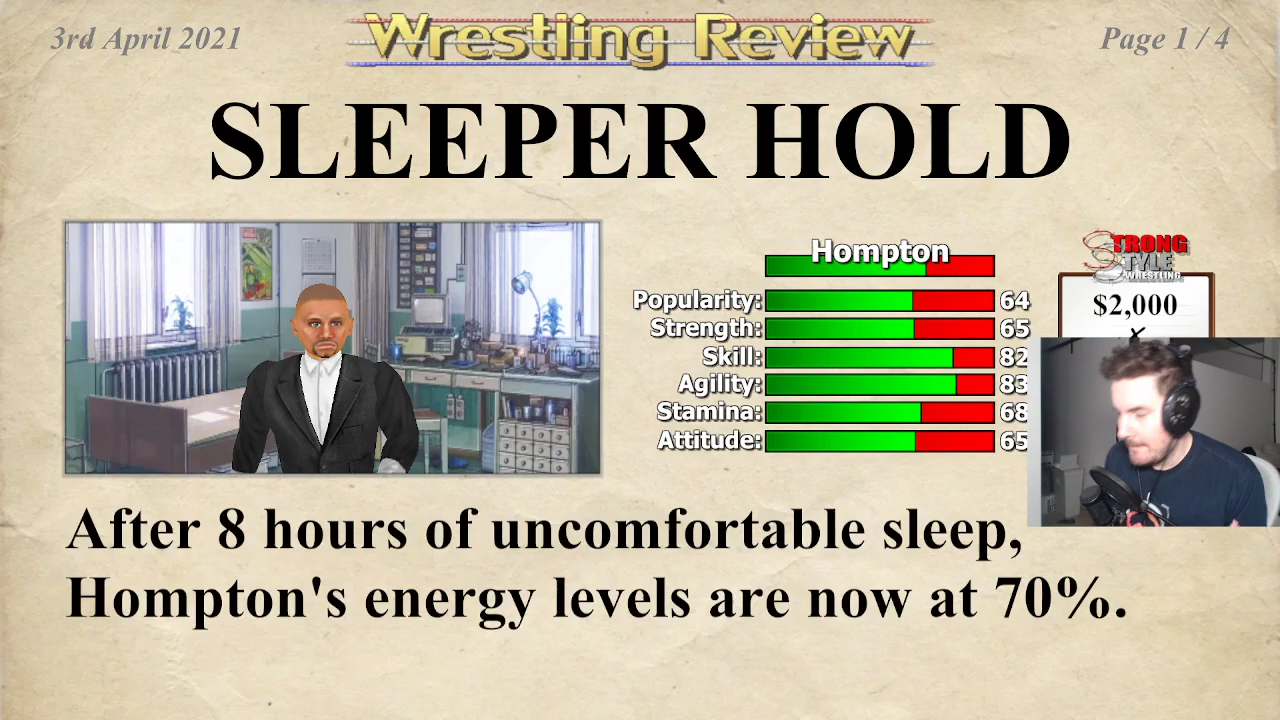 3rd April 2021
Wrestling Review
Page 1 / 4
SLEEPER HOLD
Hompton
STRONG
STYLE
WRESTLING
$2,000
x
Popularity: 64
Strength: 65
Skill: 82
Agility: 83
Stamina: 68
Attitude: 65
After 8 hours of uncomfortable sleep,
Hompton's energy levels are now at 70%.